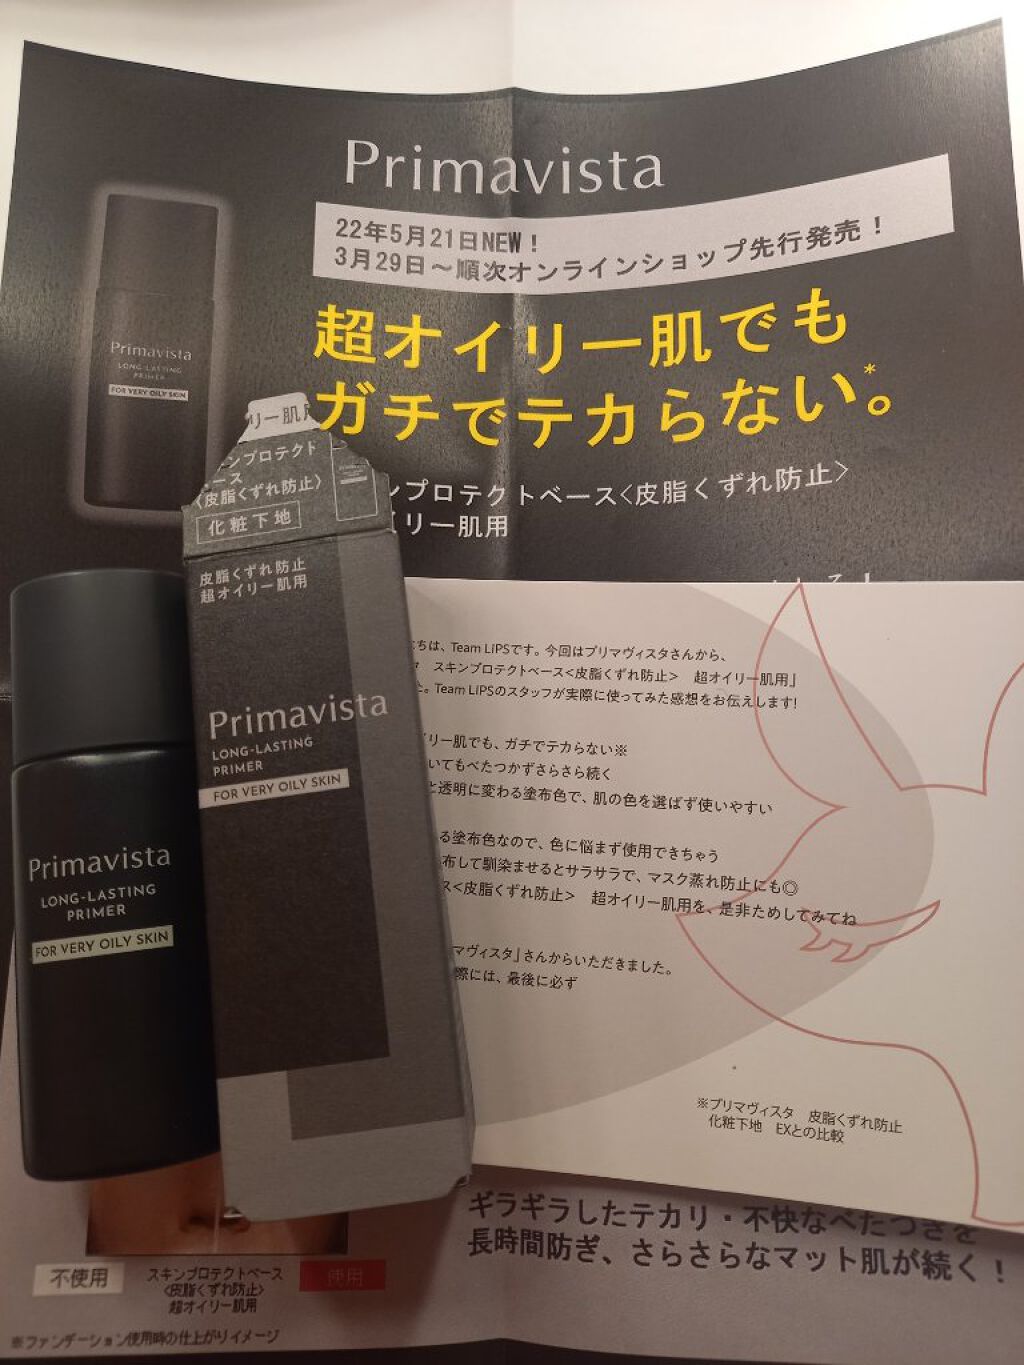 Primavista
22年5月21日NEW！
3月29日～順次オンラインショップ先行発売！
超オイリー肌でも
ガチでテカらない*。
ンプロテクトベース<皮脂くずれ防止>
リー肌用
Primavista
LONG-LASTING
PRIMER
FOR VERY OILY SKIN
リー肌用
ンプロテクト
ース
〈皮脂くずれ防止〉
化粧下地
皮脂くずれ防止
超オイリー肌用
Primavista
LONG-LASTING
PRIMER
FOR VERY OILY SKIN
Primavista
LONG-LASTING
PRIMER
FOR VERY OILY SKIN
ちは、Team LIPSです。今回はプリマヴィスタさんから、
スキンプロテクトベース<皮脂くずれ防止>　超オイリー肌用」
た。Team LIPSのスタッフが実際に使ってみた感想をお伝えします!
リー肌でも、ガチでテカらない※
いてもべたつかずさらさら続く
と透明に変わる塗布色で、肌の色を選ばず使いやすい
る塗布色なので、色に悩まず使用できちゃう
布して馴染ませるとサラサラで、マスク蒸れ防止にも◎
ス<皮脂くずれ防止>　超オイリー肌用を、是非ためしてみてね
マヴィスタ」さんからいただきました。
際には、最後に必ず
※プリマヴィスタ　皮脂くずれ防止
化粧下地　EXとの比較
ギラギラしたテカリ・不快なべたつきを
長時間防ぎ、さらさらなマット肌が続く！
不使用
スキンプロテクトベース
〈皮脂くずれ防止〉
超オイリー肌用
使用
※ファンデーション使用時の仕上がりイメージ